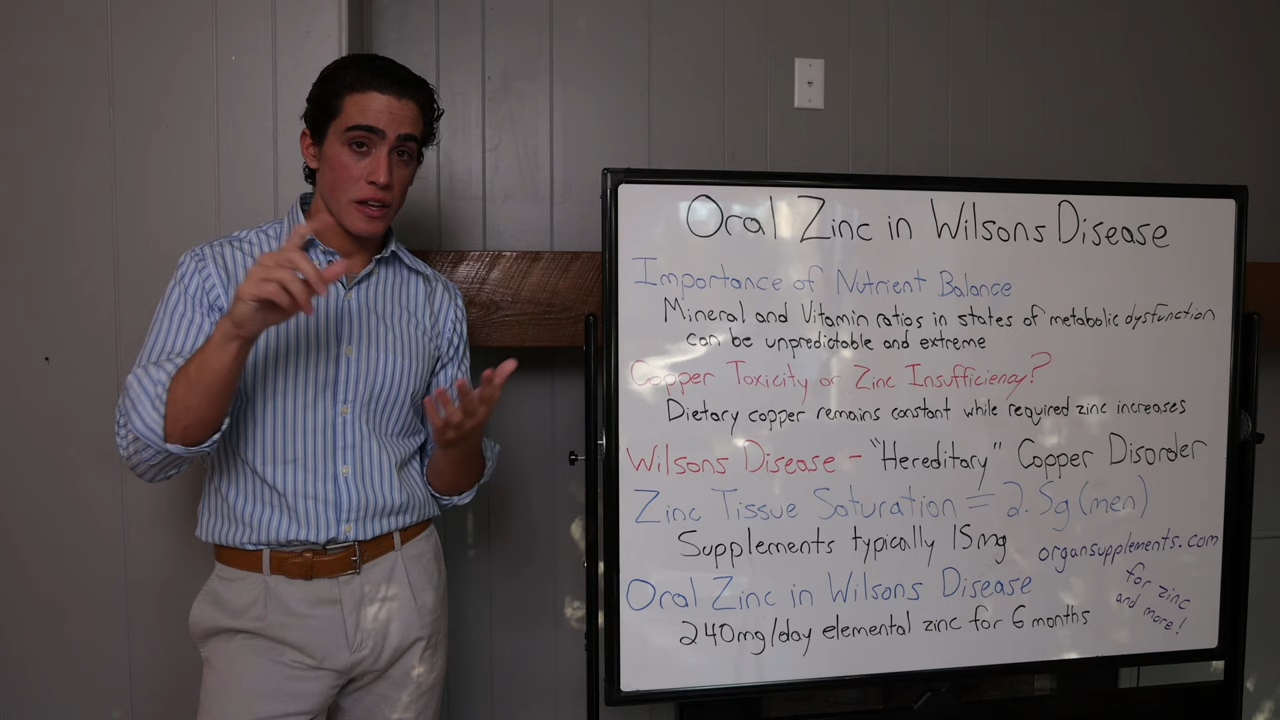 Oral Zinc in Wilsons Disease
Importance of Nutrient Balance
Mineral and Vitamin ratios in states of metabolic dysfunction
can be unpredictable and extreme
Copper Toxicity or Zinc Insufficiency?
Dietary copper remains constant while required zinc increases
Wilsons Disease - "Hereditary" Copper Disorder
Zinc Tissue Saturation = 2.5g (men)
Supplements typically 15mg
organsupplements.com
for zinc
and more!
Oral Zinc in Wilsons Disease
240mg/day elemental zinc for 6 months